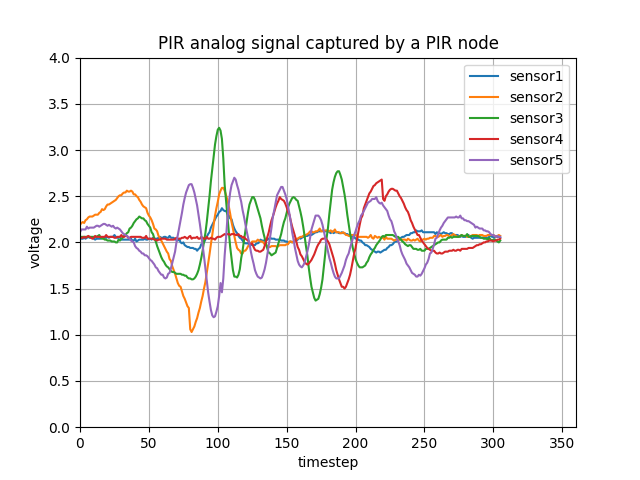 PIR analog signal captured by a PIR node
4.0
3.5
3.0
2.5
2.0
1.5
1.0
0.5
0.0
voltage
sensor1
sensor2
sensor3
sensor4
sensor5
0 50 100 150 200 250 300 350
timestep